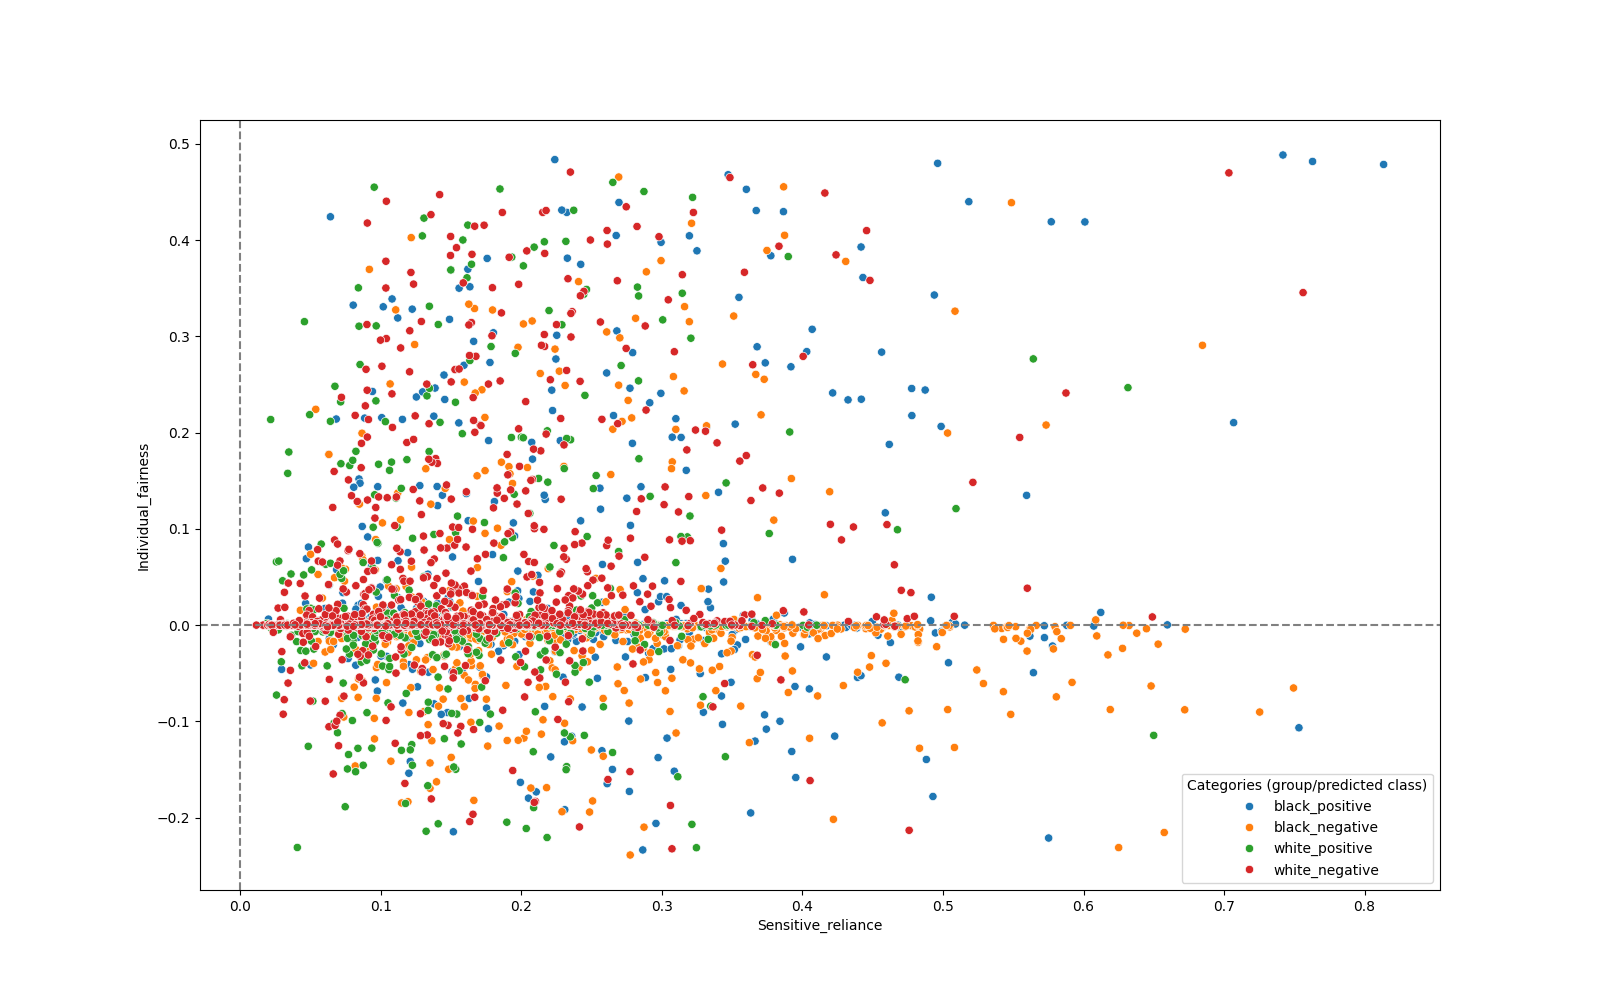 0.5
0.4
0.3
0.2
0.1
0.0
−0.1
−0.2
Individual_fairness
0.0 0.1 0.2 0.3 0.4 0.5 0.6 0.7 0.8
Sensitive_reliance
Categories (group/predicted class)
black_positive
black_negative
white_positive
white_negative